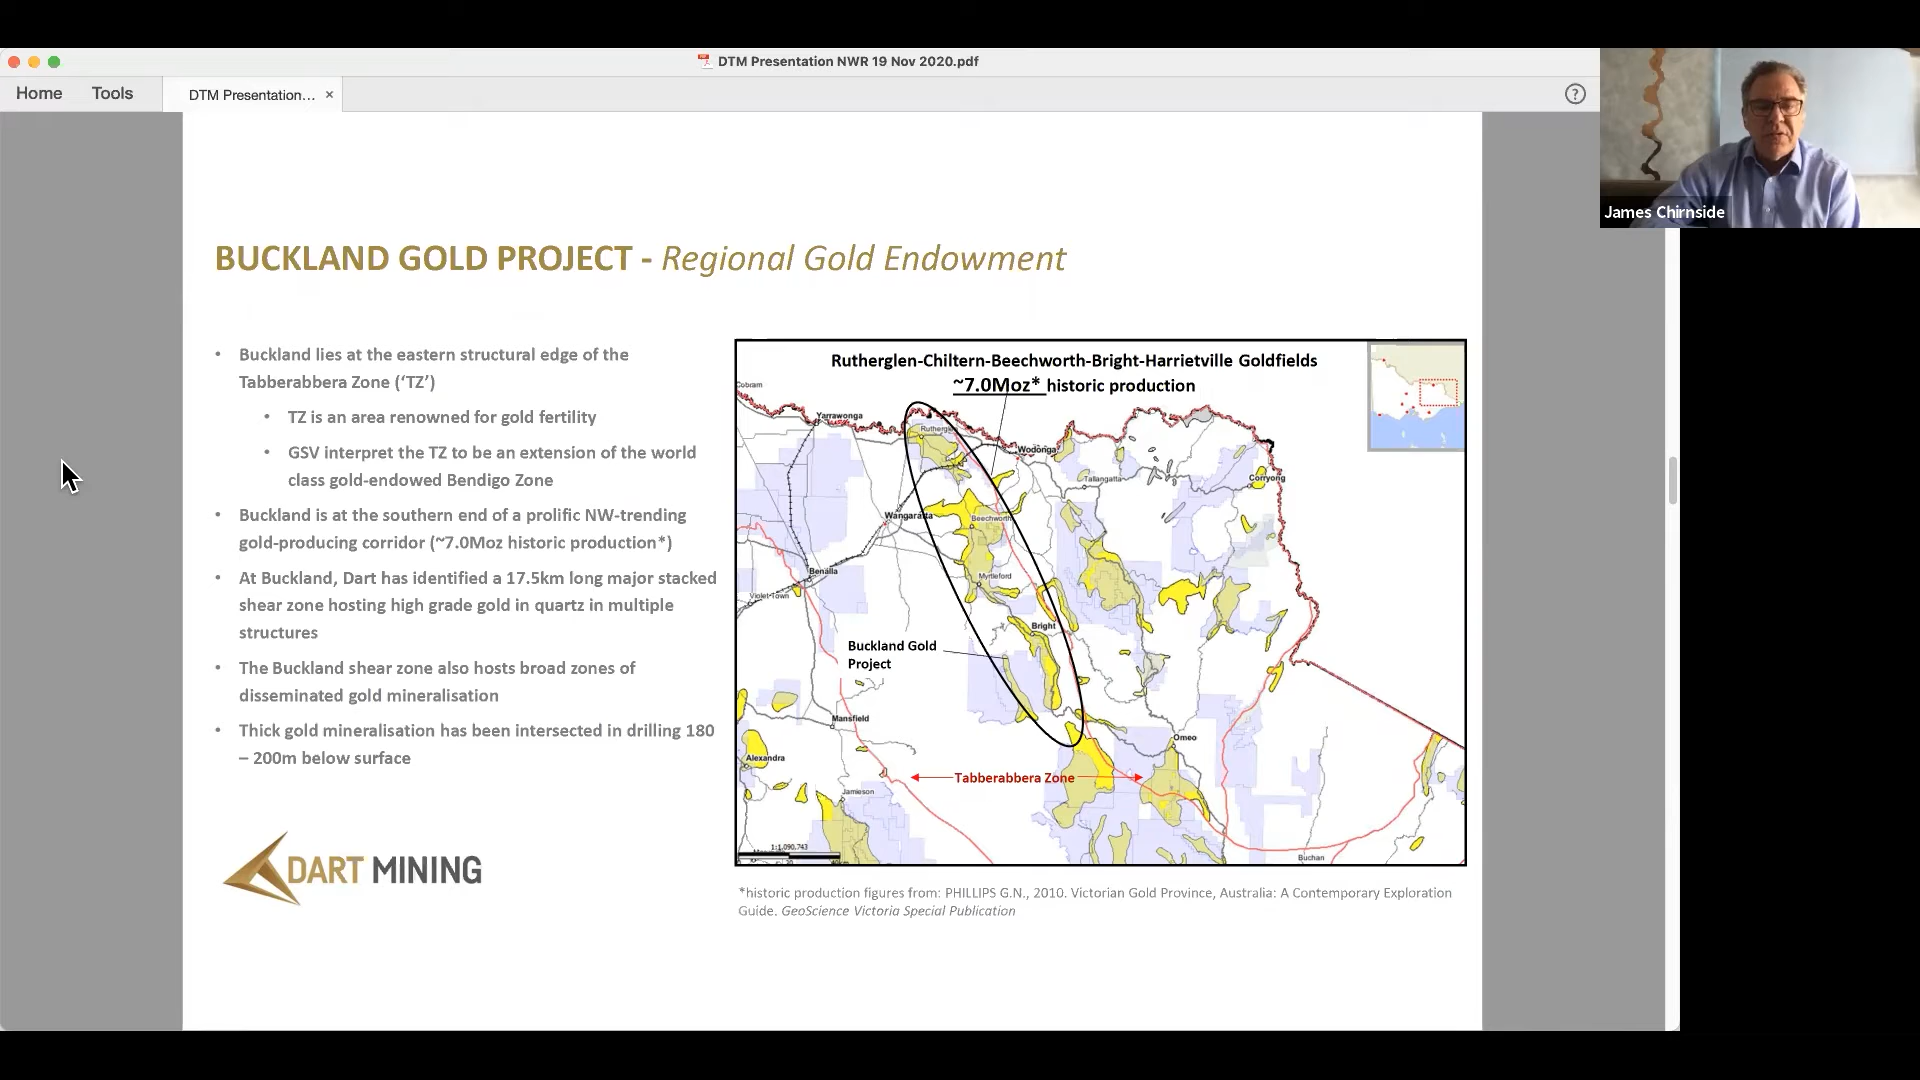 DTM Presentation NWR 19 Nov 2020.pdf
Home Tools DTM Presentation... × ?
James Chirnside
BUCKLAND GOLD PROJECT - Regional Gold Endowment
• Buckland lies at the eastern structural edge of the
Tabberabbera Zone (‘TZ’)
• TZ is an area renowned for gold fertility
• GSV interpret the TZ to be an extension of the world
class gold-endowed Bendigo Zone
• Buckland is at the southern end of a prolific NW-trending
gold-producing corridor (~7.0Moz historic production*)
• At Buckland, Dart has identified a 17.5km long major stacked
shear zone hosting high grade gold in quartz in multiple
structures
• The Buckland shear zone also hosts broad zones of
disseminated gold mineralisation
• Thick gold mineralisation has been intersected in drilling 180
– 200m below surface
DART MINING
Rutherglen-Chiltern-Beechworth-Bright-Harrietville Goldfields
~7.0Moz* historic production
Cobram
Yarrawonga
Rutherglen
Wodonga
Tallangatta
Corryong
Wangaratta
Beechworth
Benalla
Myrtleford
Violet Town
Bright
Buckland Gold
Project
Mansfield
Omeo
Alexandra
Tabberabbera Zone
Jamieson
1:1,090,743
Buchan
*historic production figures from: PHILLIPS G.N., 2010. Victorian Gold Province, Australia: A Contemporary Exploration
Guide. GeoScience Victoria Special Publication